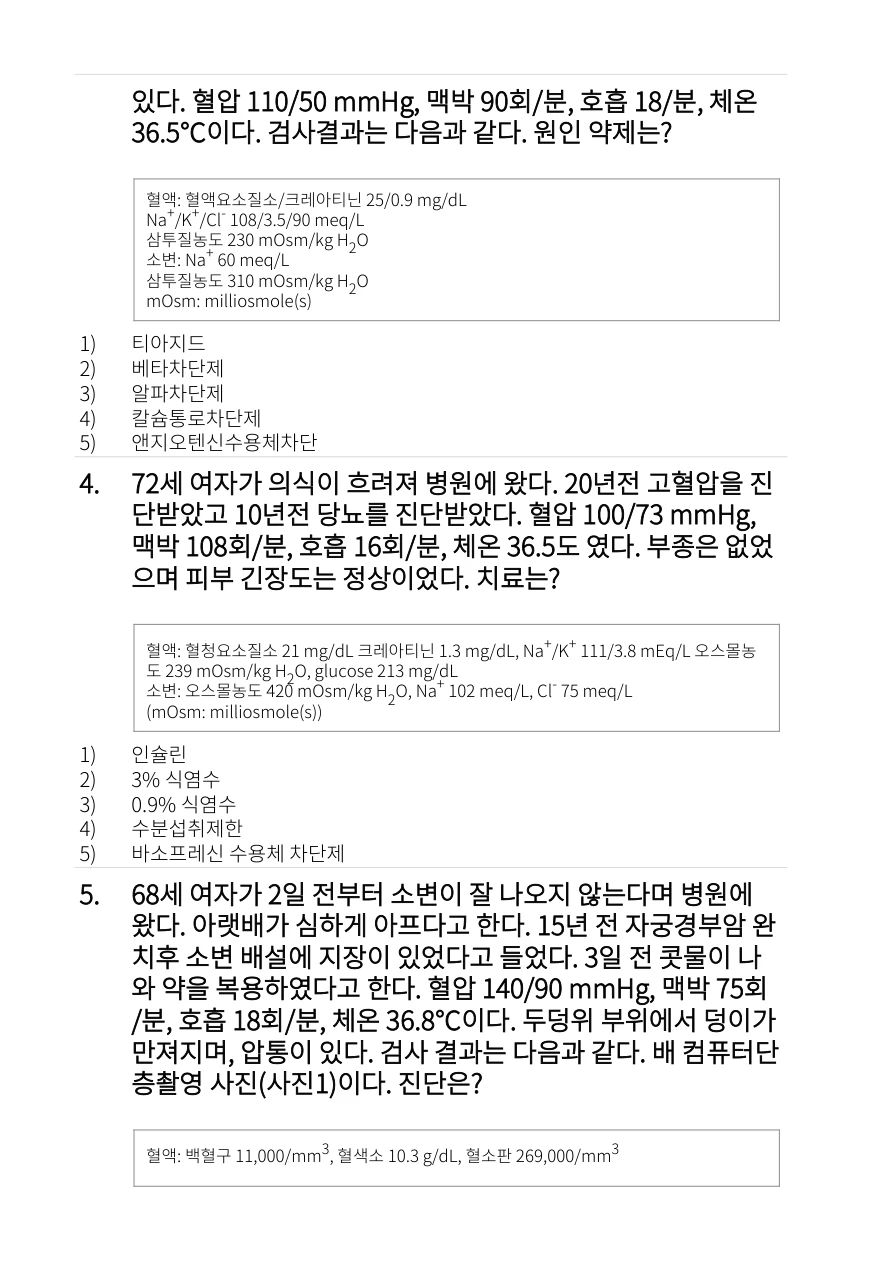 있다. 혈압 110/50 mmHg, 맥박 90회/분, 호흡 18/분, 체온
36.5°C이다. 검사결과는 다음과 같다. 원인 약제는?
혈액: 혈액요소질소/크레아티닌 25/0.9 mg/dL
Na⁺/K⁺/Cl⁻ 108/3.5/90 meq/L
삼투질농도 230 mOsm/kg H₂O
소변: Na⁺ 60 meq/L
삼투질농도 310 mOsm/kg H₂O
mOsm: milliosmole(s)
1) 티아지드
2) 베타차단제
3) 알파차단제
4) 칼슘통로차단제
5) 앤지오텐신수용체차단
4. 72세 여자가 의식이 흐려져 병원에 왔다. 20년전 고혈압을 진
단받았고 10년전 당뇨를 진단받았다. 혈압 100/73 mmHg,
맥박 108회/분, 호흡 16회/분, 체온 36.5도 였다. 부종은 없었
으며 피부 긴장도는 정상이었다. 치료는?
혈액: 혈청요소질소 21 mg/dL 크레아티닌 1.3 mg/dL, Na⁺/K⁺ 111/3.8 mEq/L 오스몰농
도 239 mOsm/kg H₂O, glucose 213 mg/dL
소변: 오스몰농도 420 mOsm/kg H₂O, Na⁺ 102 meq/L, Cl⁻ 75 meq/L
(mOsm: milliosmole(s))
1) 인슐린
2) 3% 식염수
3) 0.9% 식염수
4) 수분섭취제한
5) 바소프레신 수용체 차단제
5. 68세 여자가 2일 전부터 소변이 잘 나오지 않는다며 병원에
왔다. 아랫배가 심하게 아프다고 한다. 15년 전 자궁경부암 완
치후 소변 배설에 지장이 있었다고 들었다. 3일 전 콧물이 나
와 약을 복용하였다고 한다. 혈압 140/90 mmHg, 맥박 75회
/분, 호흡 18회/분, 체온 36.8°C이다. 두덩위 부위에서 덩이가
만져지며, 압통이 있다. 검사 결과는 다음과 같다. 배 컴퓨터단
층촬영 사진(사진1)이다. 진단은?
혈액: 백혈구 11,000/mm³, 혈색소 10.3 g/dL, 혈소판 269,000/mm³